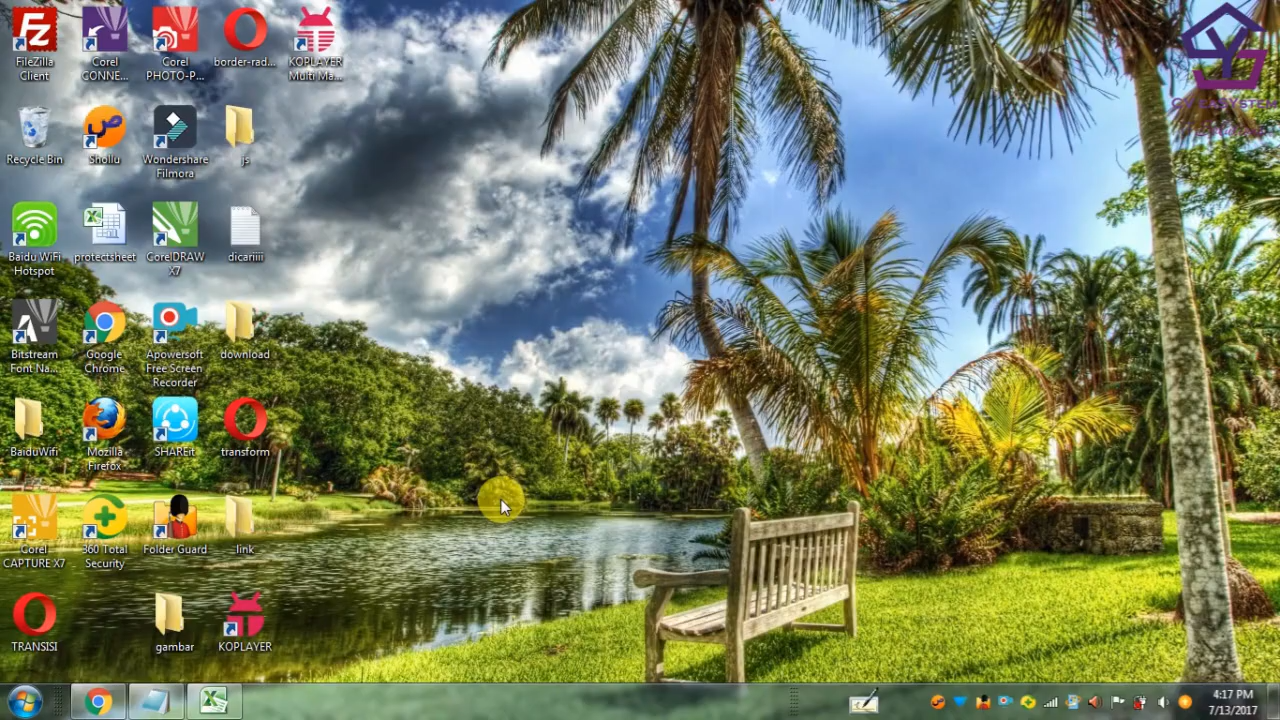 FileZilla
Client
Corel
CONNE...
Corel
PHOTO-P...
border-rad...
KOPLAYER
Multi Ma...
Recycle Bin
Shollu
Wondershare
Filmora
js
Baidu WiFi
Hotspot
protectsheet
CorelDRAW
X7
dicariiii
Bitstream
Font Na...
Google
Chrome
Apowersoft
Free Screen
Recorder
download
BaiduWifi
Mozilla
Firefox
SHAREit
transform
Corel
CAPTURE X7
360 Total
Security
Folder Guard
_link
TRANSISI
gambar
KOPLAYER
4:17 PM
7/13/2017